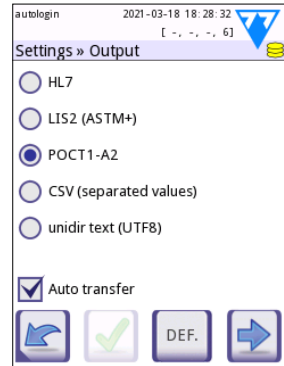 autologin 2021-03-18 18:28:32
[ -, -, -, 6]
Settings » Output
HL7
LIS2 (ASTM+)
POCT1-A2
CSV (separated values)
unidir text (UTF8)
Auto transfer
DEF.